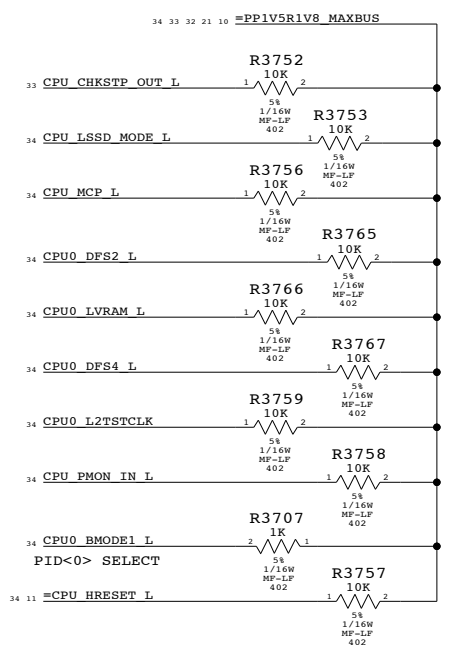 34 33 32 21 10 =PP1V5R1V8_MAXBUS
R3752
33 CPU_CHKSTP_OUT_L 1 10K 2
5%
1/16W
MF-LF
402
R3753
34 CPU_LSSD_MODE_L 1 10K 2
5%
1/16W
MF-LF
402
R3756
34 CPU_MCP_L 1 10K 2
5%
1/16W
MF-LF
402
R3765
34 CPU0_DFS2_L 1 10K 2
5%
1/16W
MF-LF
402
R3766
34 CPU0_LVRAM_L 1 10K 2
5%
1/16W
MF-LF
402
R3767
34 CPU0_DFS4_L 1 10K 2
5%
1/16W
MF-LF
402
R3759
34 CPU0_L2TSTCLK 1 10K 2
5%
1/16W
MF-LF
402
R3758
34 CPU_PMON_IN_L 1 10K 2
5%
1/16W
MF-LF
402
R3707
34 CPU0_BMODE1_L 2 1K 1
PID<0> SELECT
5%
1/16W
MF-LF
402
R3757
34 11 =CPU_HRESET_L 1 10K 2
5%
1/16W
MF-LF
402